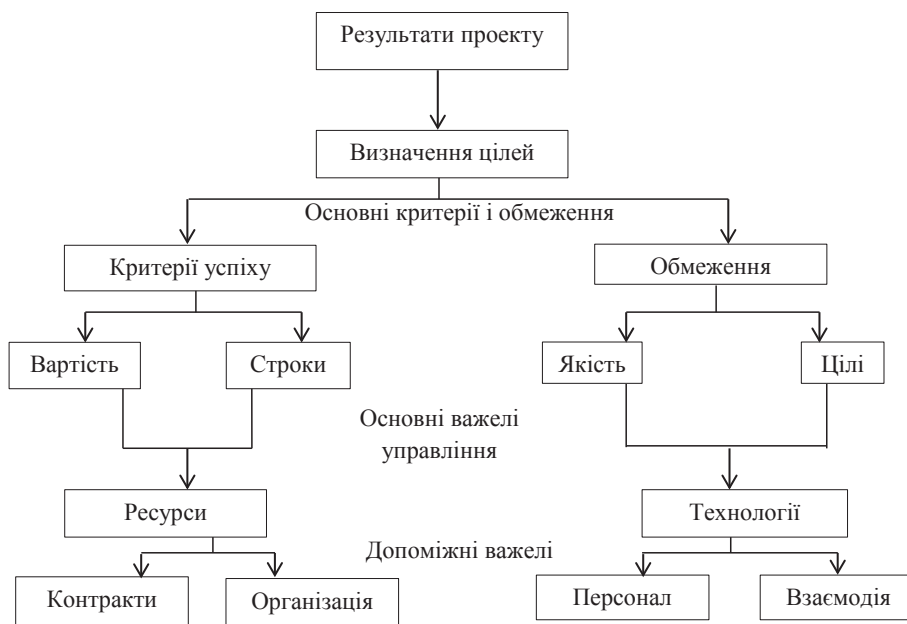 Результати проекту
Визначення цілей
Основні критерії і обмеження
Критерії успіху
Обмеження
Вартість
Строки
Якість
Цілі
Основні важелі
управління
Ресурси
Технології
Допоміжні важелі
Контракти
Організація
Персонал
Взаємодія